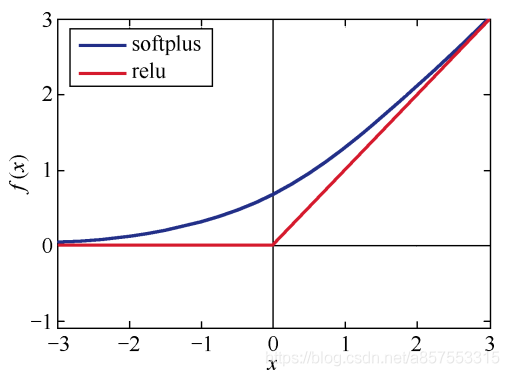 3
softplus
relu
2
f(x)
1
0
−1
−3 −2 −1 0 1 2 3
x
https://blog.csdn.net/a857553315